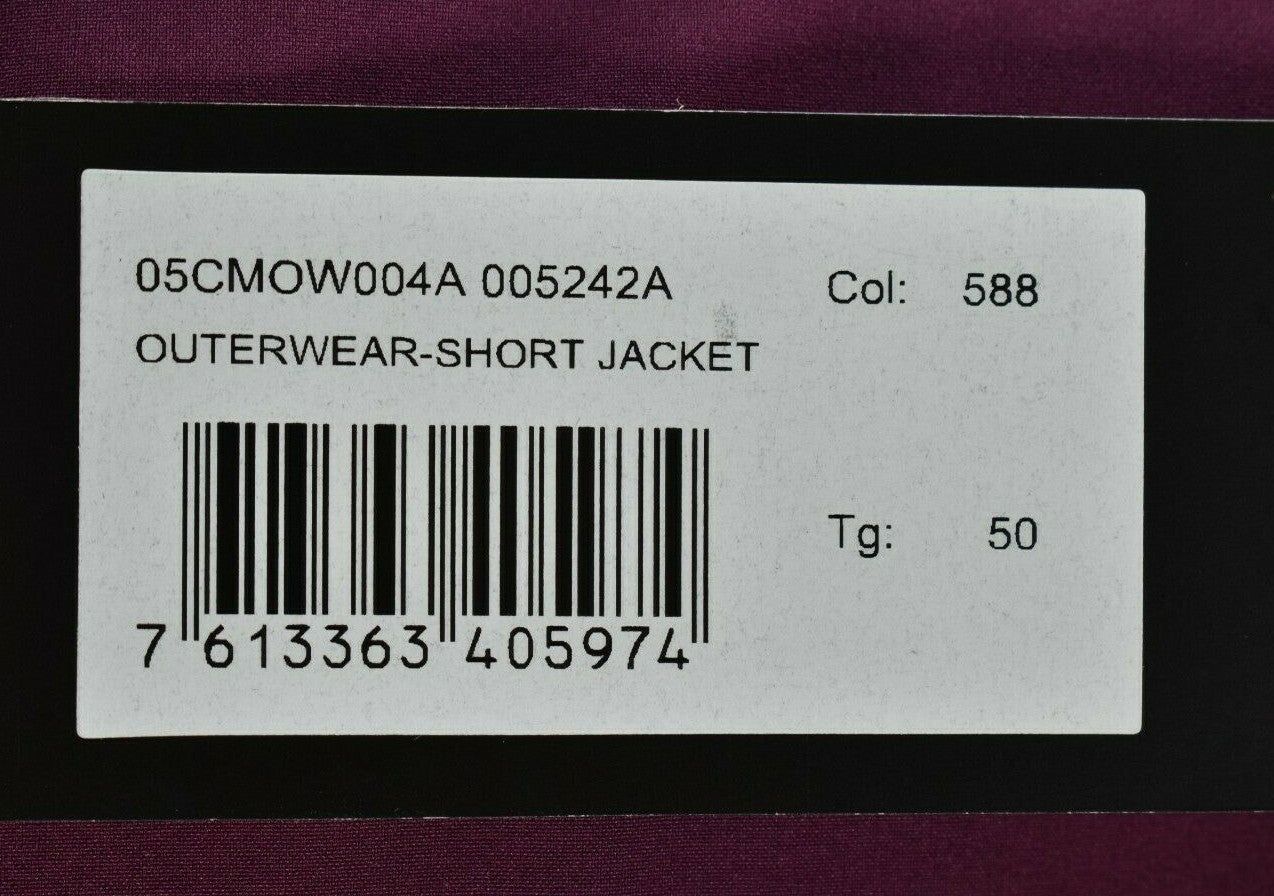 05CMOW004A 005242A Col: 588
OUTERWEAR-SHORT JACKET
Tg: 50
7 613363 405974